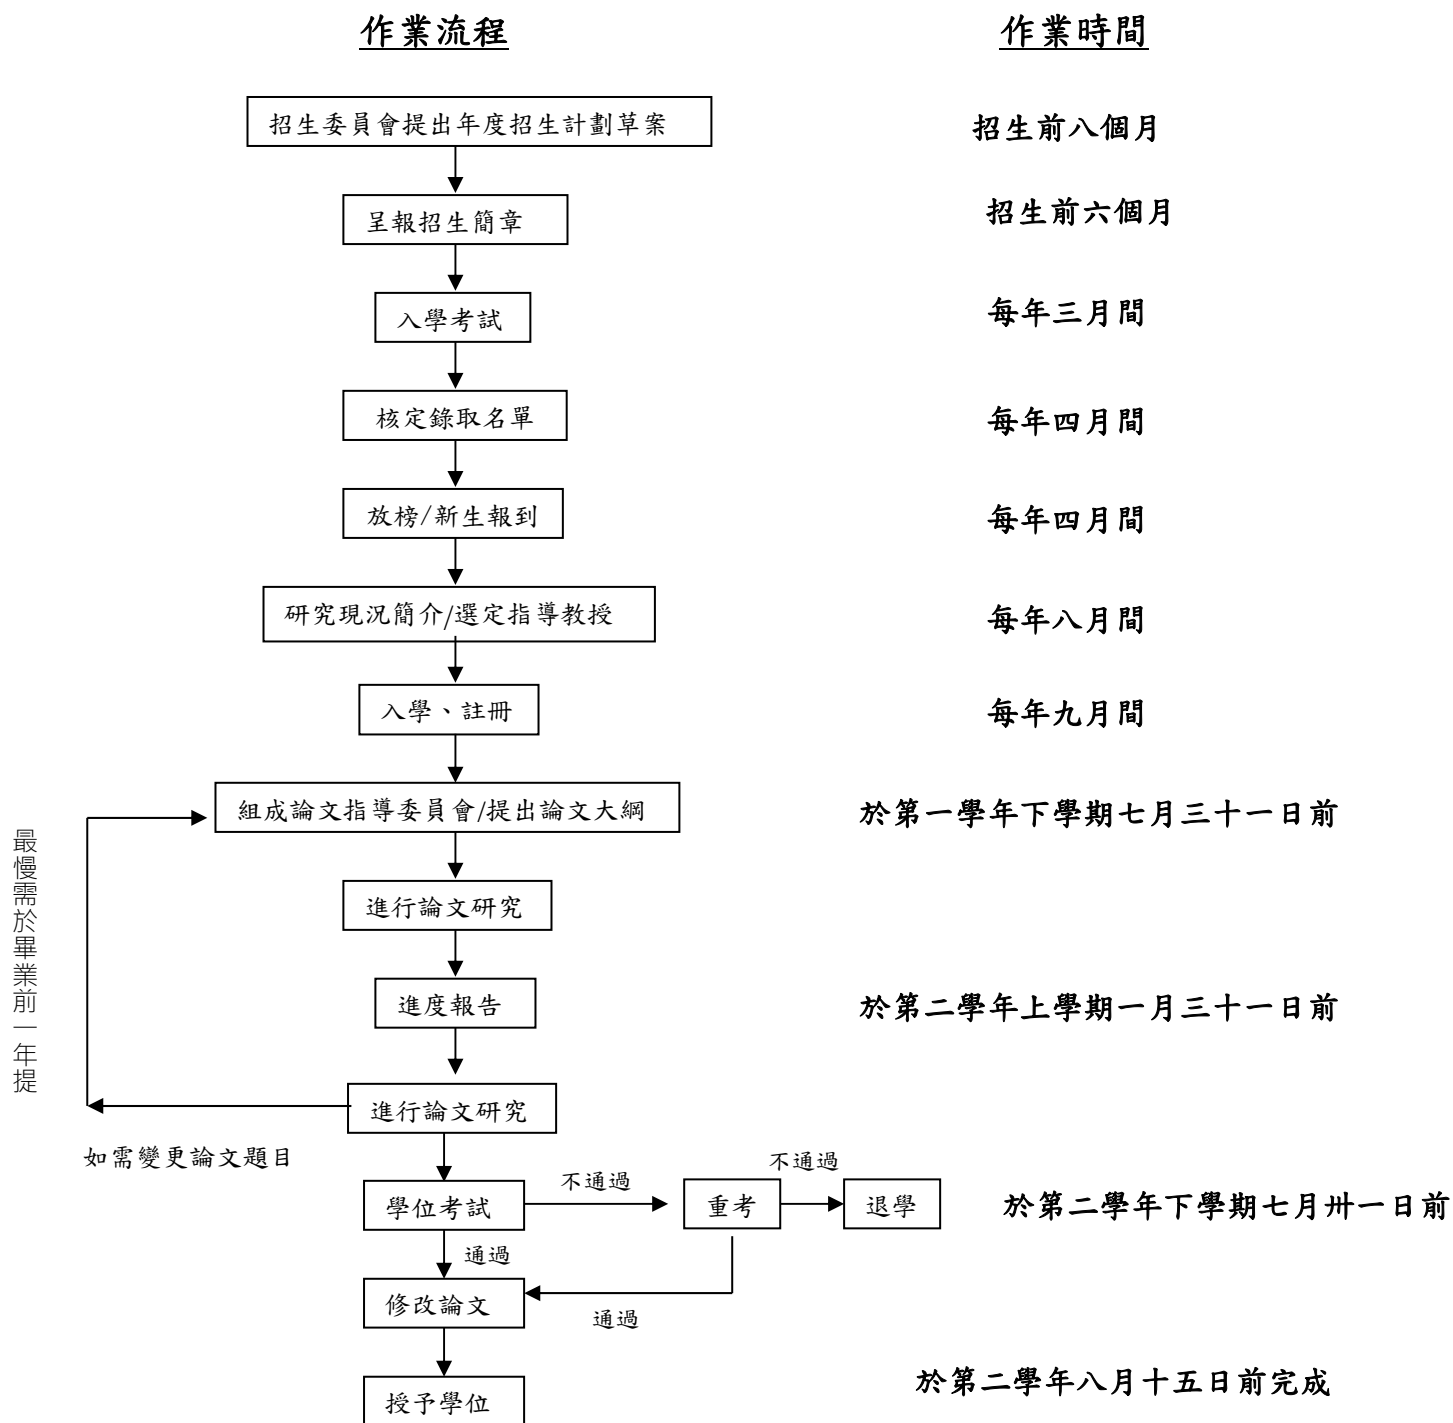 作業流程 作業時間
招生委員會提出年度招生計劃草案 招生前八個月
呈報招生簡章 招生前六個月
入學考試 每年三月間
核定錄取名單 每年四月間
放榜/新生報到 每年四月間
研究現況簡介/選定指導教授 每年八月間
入學、註冊 每年九月間
組成論文指導委員會/提出論文大綱 於第一學年下學期七月三十一日前
最慢需於畢業前一年提
進行論文研究
進度報告 於第二學年上學期一月三十一日前
進行論文研究
如需變更論文題目
不通過 不通過
學位考試 重考 退學 於第二學年下學期七月卅一日前
通過
修改論文
通過
授予學位 於第二學年八月十五日前完成